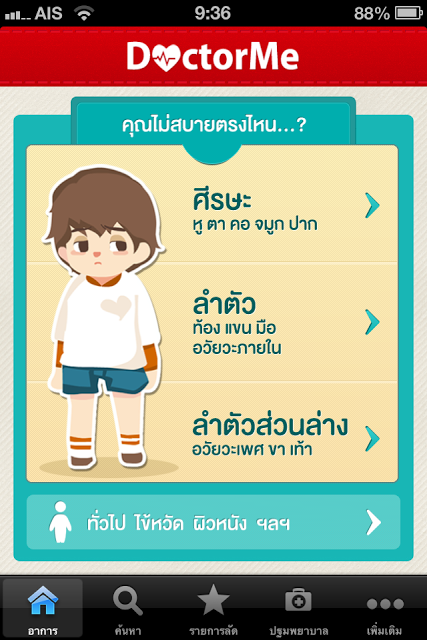 AIS 9:36 88%
DoctorMe
คุณไม่สบายตรงไหน...?
ศีรษะ
หู ตา คอ จมูก ปาก
ลำตัว
ท้อง แขน มือ
อวัยวะภายใน
ลำตัวส่วนล่าง
อวัยวะเพศ ขา เท้า
ทั่วไป ไข้หวัด ผิวหนัง ฯลฯ
อาการ ค้นหา รายการลัด ปฐมพยาบาล เพิ่มเติม